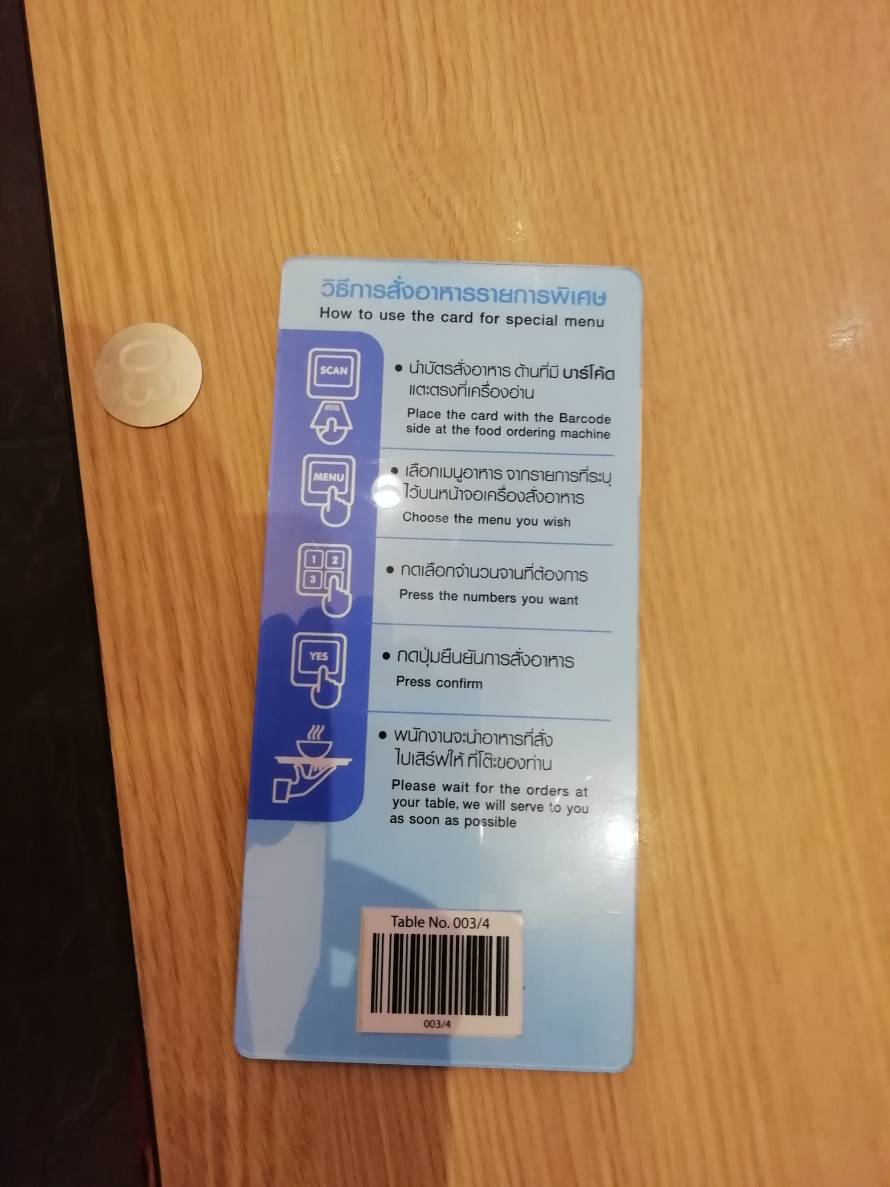 วิธีการสั่งอาหารรายการพิเศษ
How to use the card for special menu
03
SCAN
• นำบัตรสั่งอาหาร ด้านที่มี บาร์โค้ด
แตะตรงที่เครื่องอ่าน
Place the card with the Barcode
side at the food ordering machine
MENU
• เลือกเมนูอาหาร จากรายการที่ระบุ
ไว้บนหน้าจอเครื่องสั่งอาหาร
Choose the menu you wish
1 2
3
• กดเลือกจำนวนจานที่ต้องการ
Press the numbers you want
YES
• กดปุ่มยืนยันการสั่งอาหาร
Press confirm
• พนักงานจะนำอาหารที่สั่ง
ไปเสิร์ฟให้ ที่โต๊ะของท่าน
Please wait for the orders at
your table, we will serve to you
as soon as possible
Table No. 003/4
003/4